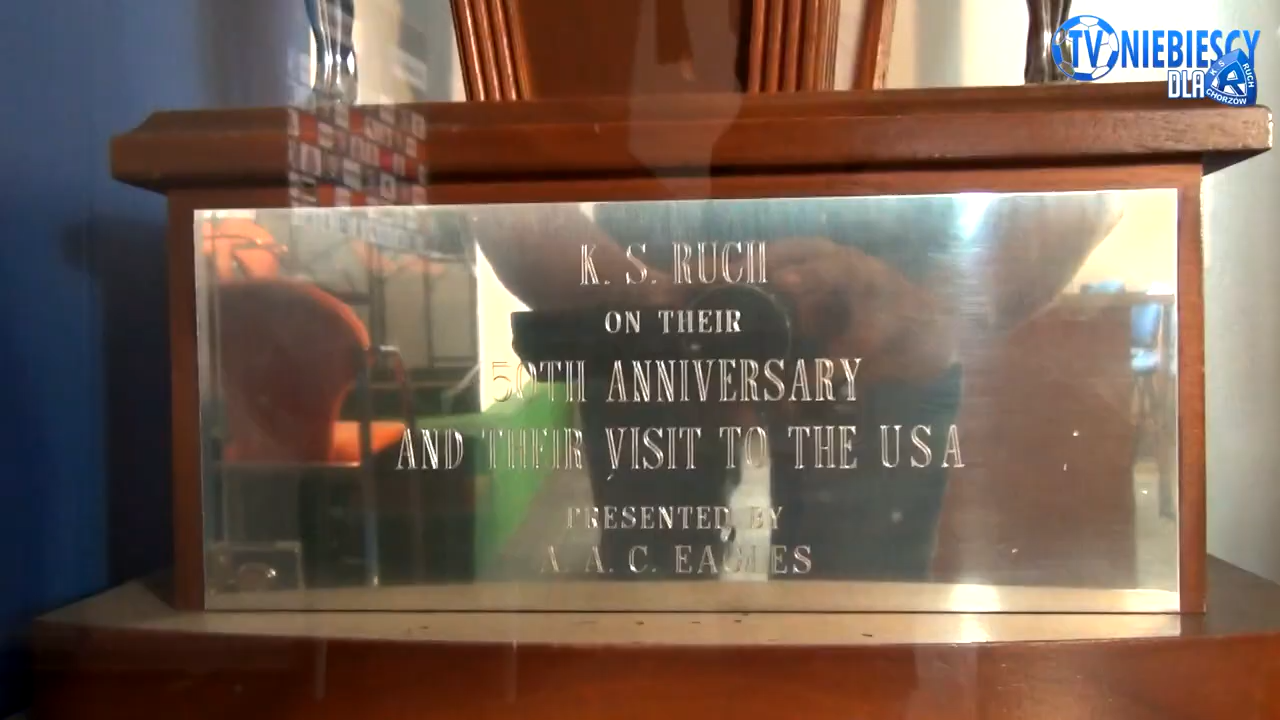 TV NIEBIESCY
DLA
KS RUCH CHORZÓW
K. S. RUCH
ON THEIR
50TH ANNIVERSARY
AND THEIR VISIT TO THE USA
PRESENTED BY
A. A. C. EAGLES